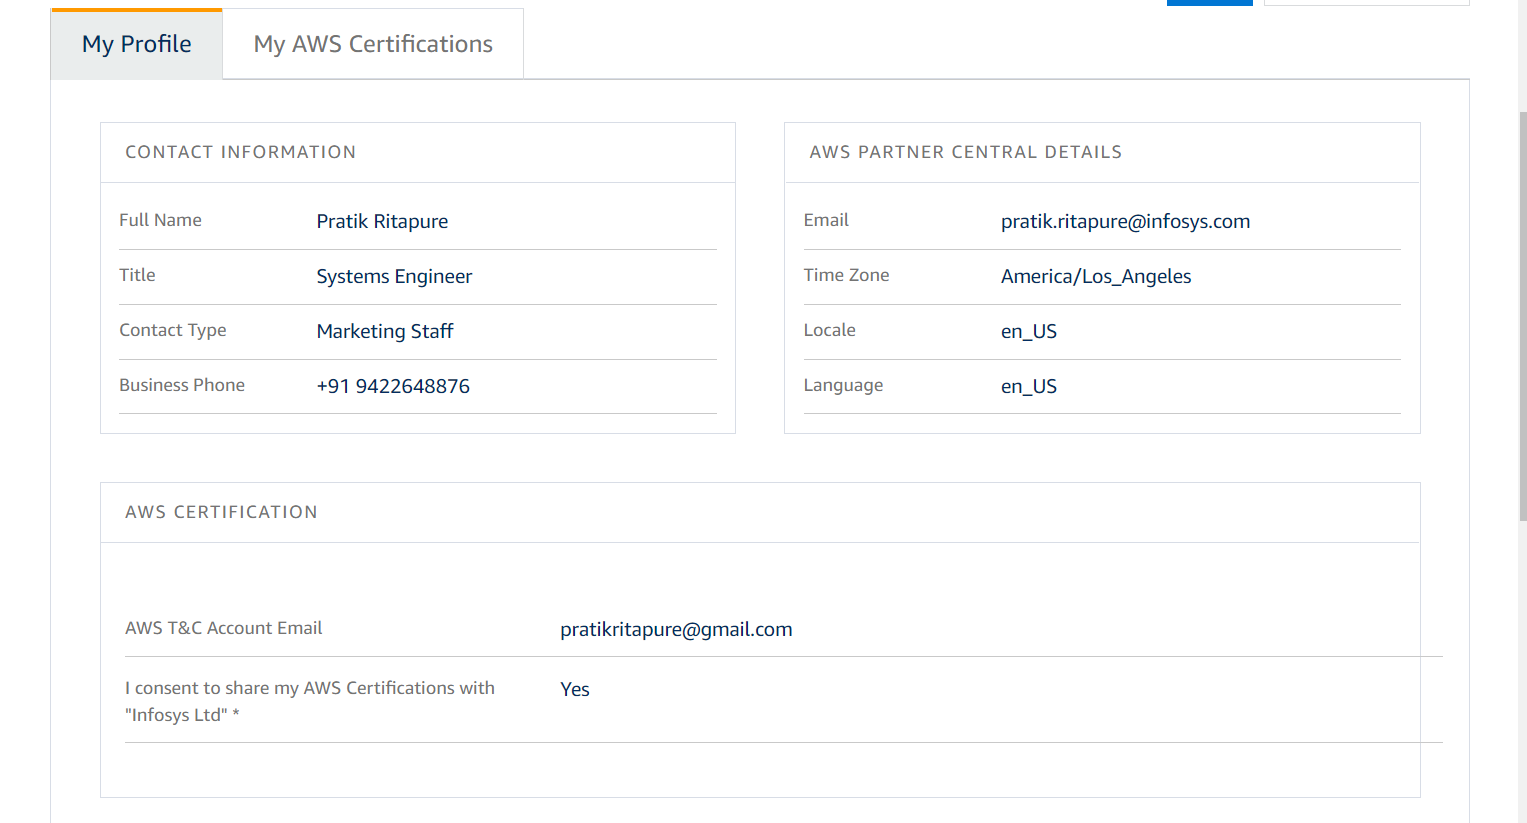 My Profile
My AWS Certifications
CONTACT INFORMATION
Full Name Pratik Ritapure
Title Systems Engineer
Contact Type Marketing Staff
Business Phone +91 9422648876
AWS PARTNER CENTRAL DETAILS
Email pratik.ritapure@infosys.com
Time Zone America/Los_Angeles
Locale en_US
Language en_US
AWS CERTIFICATION
AWS T&C Account Email pratikritapure@gmail.com
I consent to share my AWS Certifications with Yes
"Infosys Ltd" *